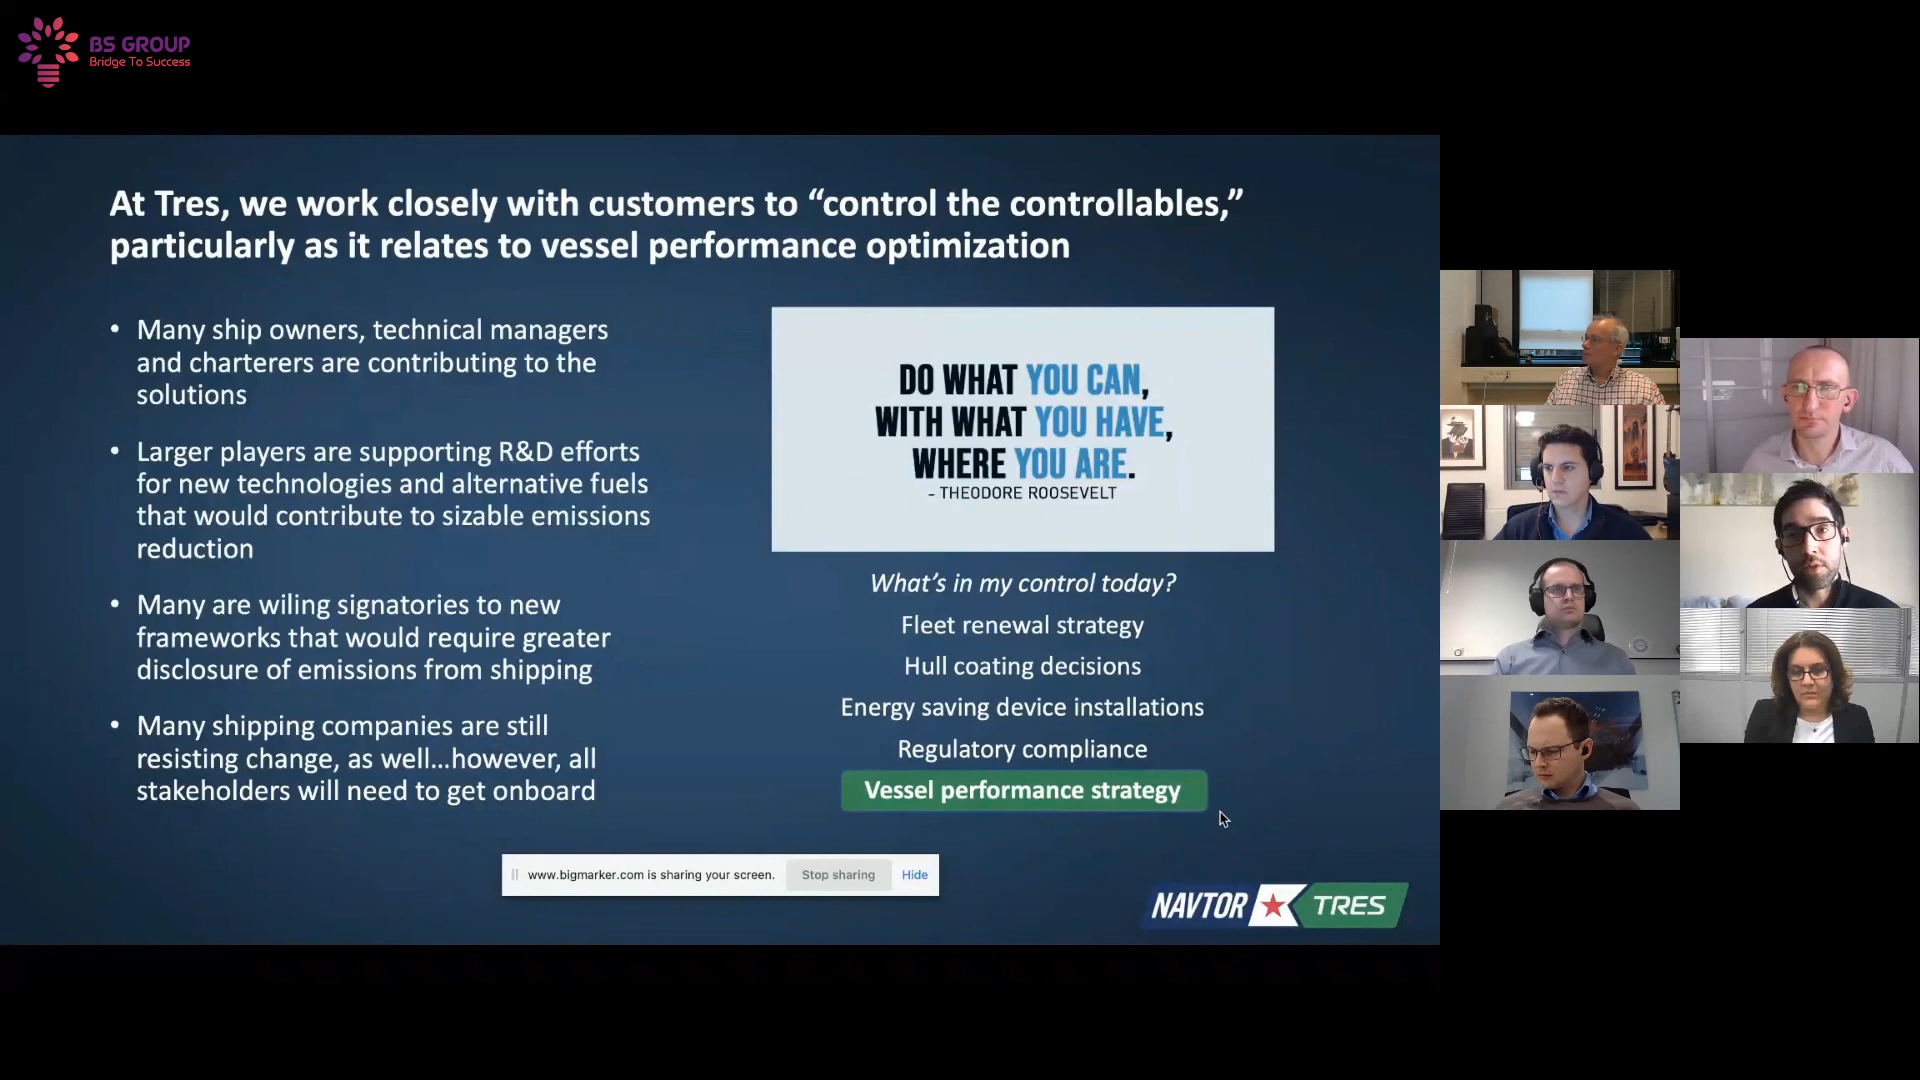 BS GROUP
Bridge To Success
At Tres, we work closely with customers to “control the controllables,”
particularly as it relates to vessel performance optimization
• Many ship owners, technical managers
and charterers are contributing to the
solutions
• Larger players are supporting R&D efforts
for new technologies and alternative fuels
that would contribute to sizable emissions
reduction
• Many are wiling signatories to new
frameworks that would require greater
disclosure of emissions from shipping
• Many shipping companies are still
resisting change, as well...however, all
stakeholders will need to get onboard
DO WHAT YOU CAN,
WITH WHAT YOU HAVE,
WHERE YOU ARE.
- THEODORE ROOSEVELT
What’s in my control today?
Fleet renewal strategy
Hull coating decisions
Energy saving device installations
Regulatory compliance
Vessel performance strategy
www.bigmarker.com is sharing your screen.
Stop sharing
Hide
NAVTOR TRES